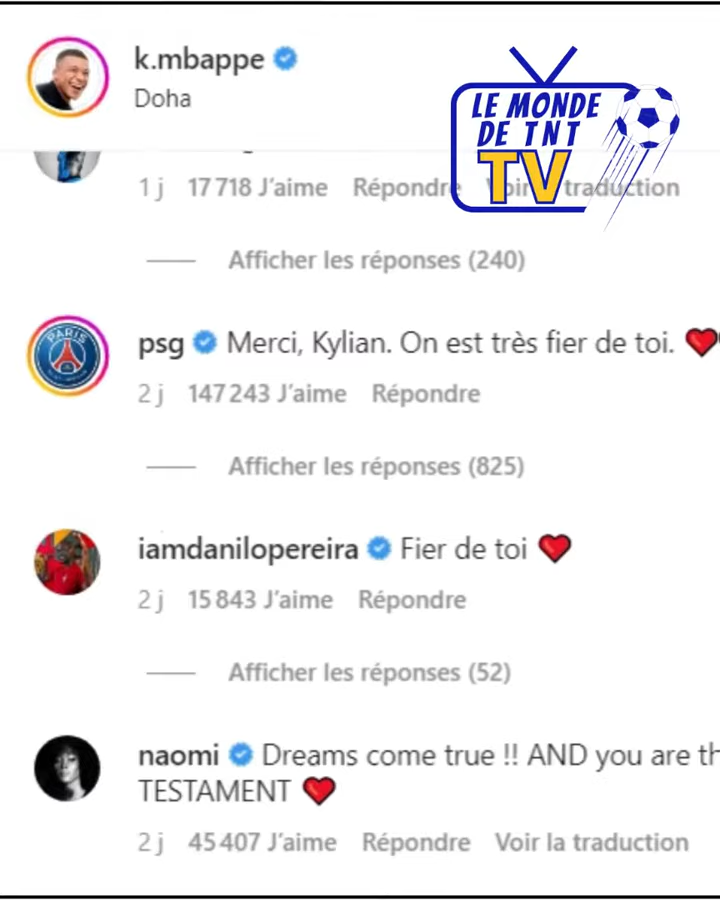 k.mbappe
Doha
LE MONDE
DE TNT
TV
1 j 17 718 J'aime Répondre Voir traduction
Afficher les réponses (240)
PARIS
psg Merci, Kylian. On est très fier de toi. ❤️
2 j 147 243 J'aime Répondre
Afficher les réponses (825)
iamdanilopereira Fier de toi ❤️
2 j 15 843 J'aime Répondre
Afficher les réponses (52)
naomi Dreams come true !! AND you are
TESTAMENT ❤️
2 j 45 407 J'aime Répondre Voir la traduction